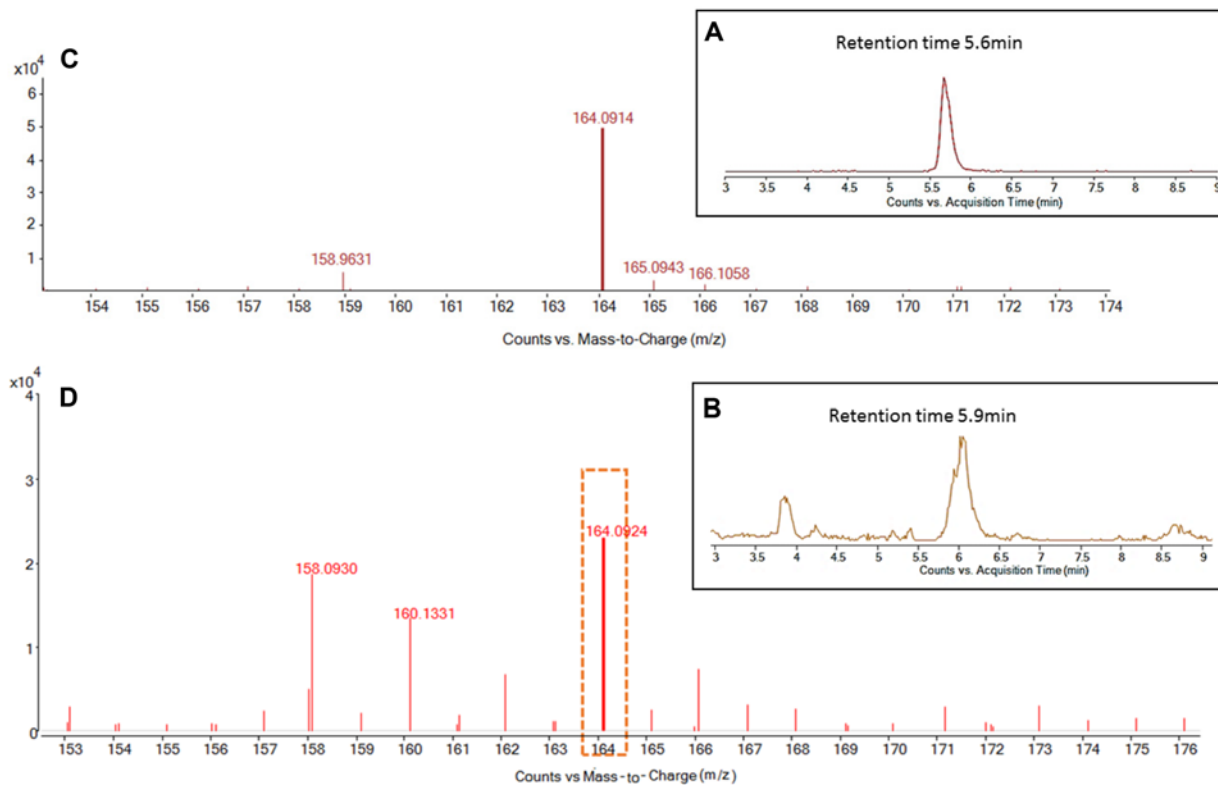 C
x10⁴
6
5
4
3
2
1
164.0914
158.9631
165.0943
166.1058
154 155 156 157 158 159 160 161 162 163 164 165 166 167 168 169 170 171 172 173 174
Counts vs. Mass-to-Charge (m/z)
A
Retention time 5.6min
3 3.5 4 4.5 5 5.5 6 6.5 7 7.5 8 8.5 9
Counts vs. Acquisition Time (min)
D
x10⁴
4
3
2
1
0
164.0924
158.0930
160.1331
153 154 155 156 157 158 159 160 161 162 163 164 165 166 167 168 169 170 171 172 173 174 175 176
Counts vs Mass-to-Charge (m/z)
B
Retention time 5.9min
3 3.5 4 4.5 5 5.5 6 6.5 7 7.5 8 8.5 9
Counts vs. Acquisition Time (min)